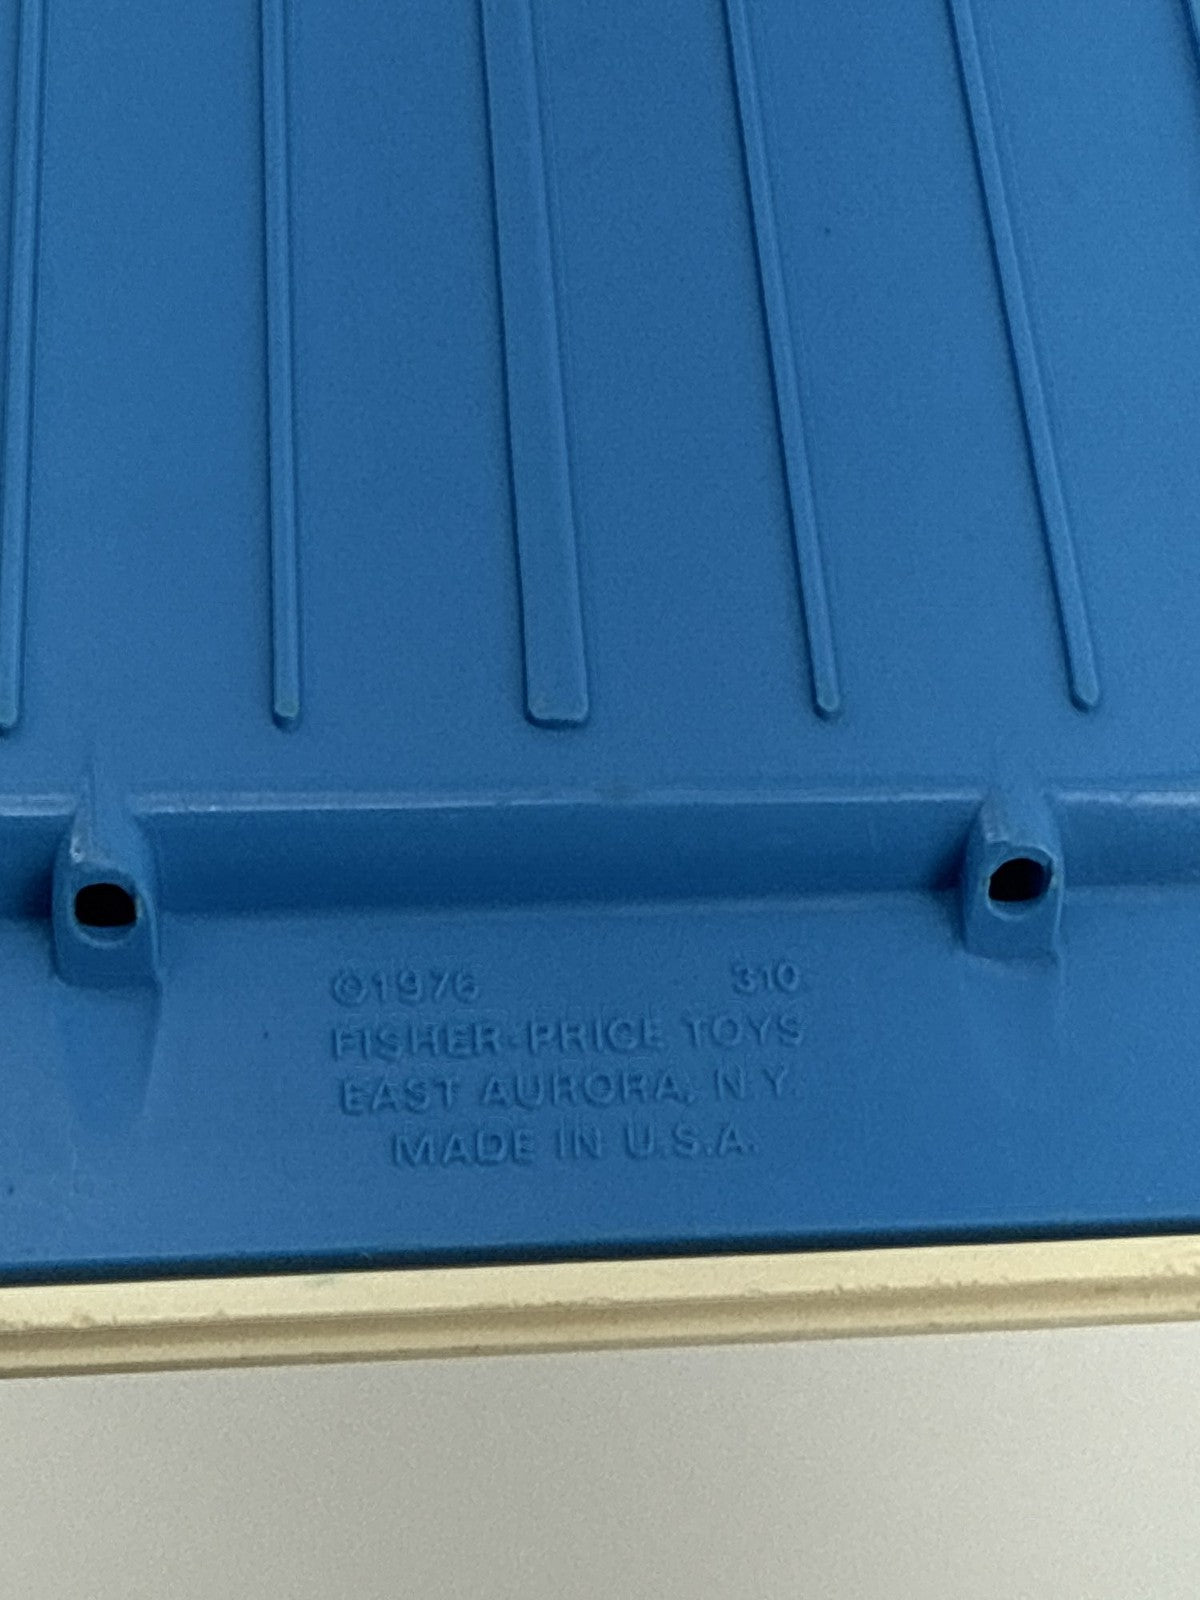 ©1976 310
FISHER-PRICE TOYS
EAST AURORA, N.Y.
MADE IN U.S.A.